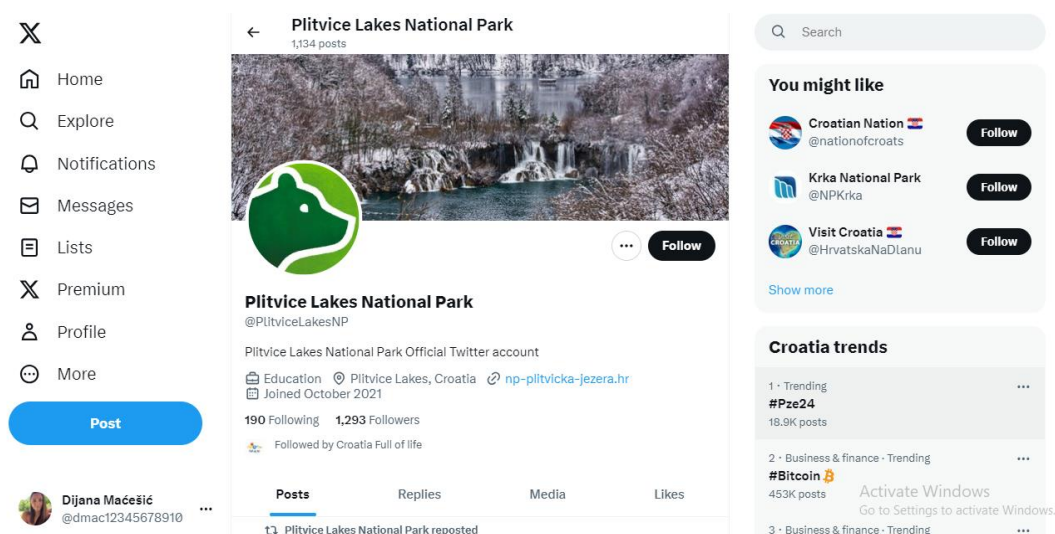 Home
Explore
Notifications
Messages
Lists
Premium
Profile
More
Post
Dijana Maćešić
@dmac12345678910
Plitvice Lakes National Park
1,134 posts
Follow
Plitvice Lakes National Park
@PlitviceLakesNP
Plitvice Lakes National Park Official Twitter account
Education Plitvice Lakes, Croatia np-plitvicka-jezera.hr
Joined October 2021
190 Following 1,293 Followers
Followed by Croatia Full of life
Posts Replies Media Likes
Plitvice Lakes National Park reposted
Search
You might like
Croatian Nation
@nationofcroats
Follow
Krka National Park
@NPKrka
Follow
CROATIA
Visit Croatia
@HrvatskaNaDlanu
Follow
Show more
Croatia trends
1 · Trending
#Pze24
18.9K posts
2 · Business & finance · Trending
#Bitcoin
453K posts
3 · Business & finance · Trending
Activate Windows
Go to Settings to activate Windows.